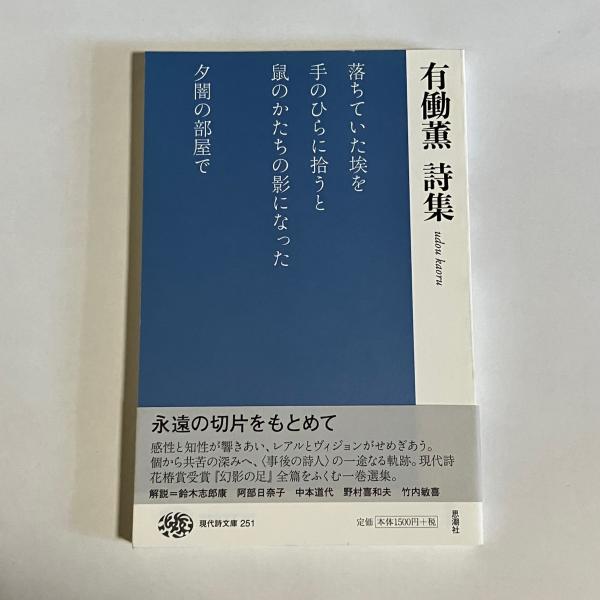 有働薫 詩集
udou kaoru
落ちていた埃を
手のひらに拾うと
鼠のかたちの影になった
夕闇の部屋で
永遠の切片をもとめて
感性と知性が響きあい、レアルとヴィジョンがせめぎあう。
個から共苦の深みへ、〈事後の詩人〉の一途なる軌跡。現代詩
花椿賞受賞『幻影の足』全篇をふくむ一巻選集。
解説=鈴木志郎康 阿部日奈子 中本道代 野村喜和夫 竹内敏喜
現代詩文庫 251
定価 本体1500円+税
思潮社